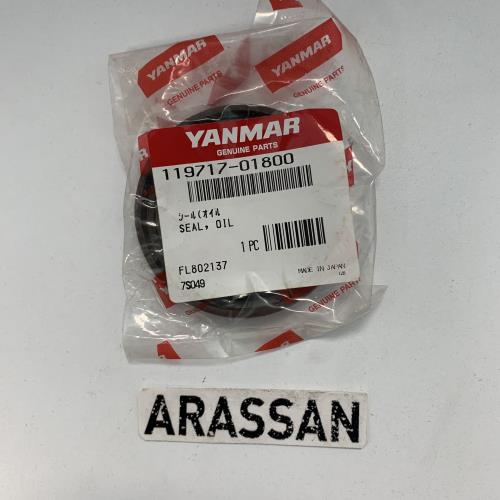 YANMAR
GENUINE PARTS
YANMAR
GENUINE PARTS
YANMAR
GENUINE PARTS
119717-01800
シール(オイル
SEAL, OIL
1 PC
FL802137
MADE IN JAPAN
7S049
ARASSAN